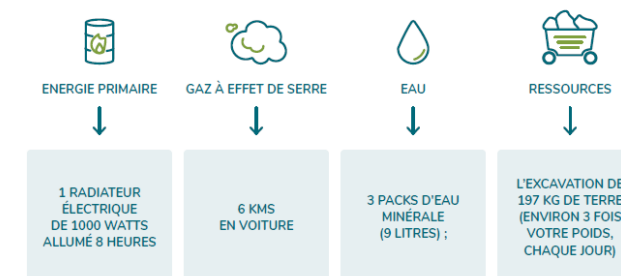 ENERGIE PRIMAIRE
GAZ À EFFET DE SERRE
EAU
RESSOURCES
1 RADIATEUR
ÉLECTRIQUE
DE 1000 WATTS
ALLUMÉ 8 HEURES
6 KMS
EN VOITURE
3 PACKS D'EAU
MINÉRALE
(9 LITRES) ;
L'EXCAVATION DE
197 KG DE TERRE
(ENVIRON 3 FOIS
VOTRE POIDS,
CHAQUE JOUR)